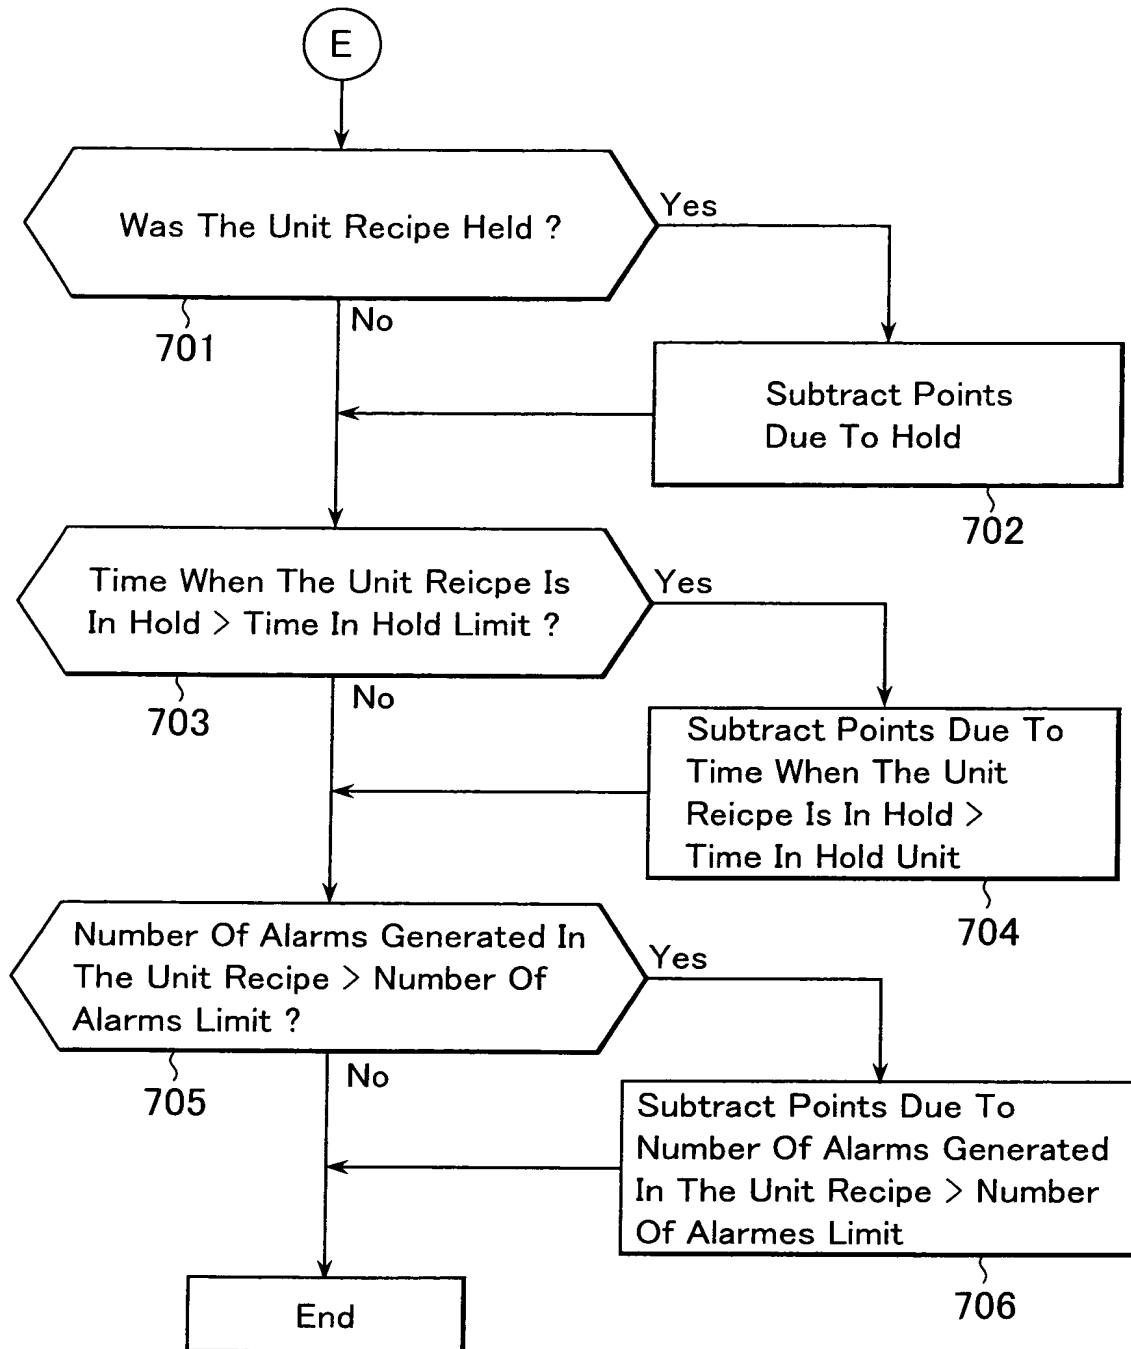 E
Was The Unit Recipe Held ?
Yes
No
701
Subtract Points
Due To Hold
702
Time When The Unit Reicpe Is
In Hold > Time In Hold Limit ?
Yes
No
703
Subtract Points Due To
Time When The Unit
Reicpe Is In Hold >
Time In Hold Unit
704
Number Of Alarms Generated In
The Unit Recipe > Number Of
Alarms Limit ?
Yes
No
705
Subtract Points Due To
Number Of Alarms Generated
In The Unit Recipe > Number
Of Alarmes Limit
706
End